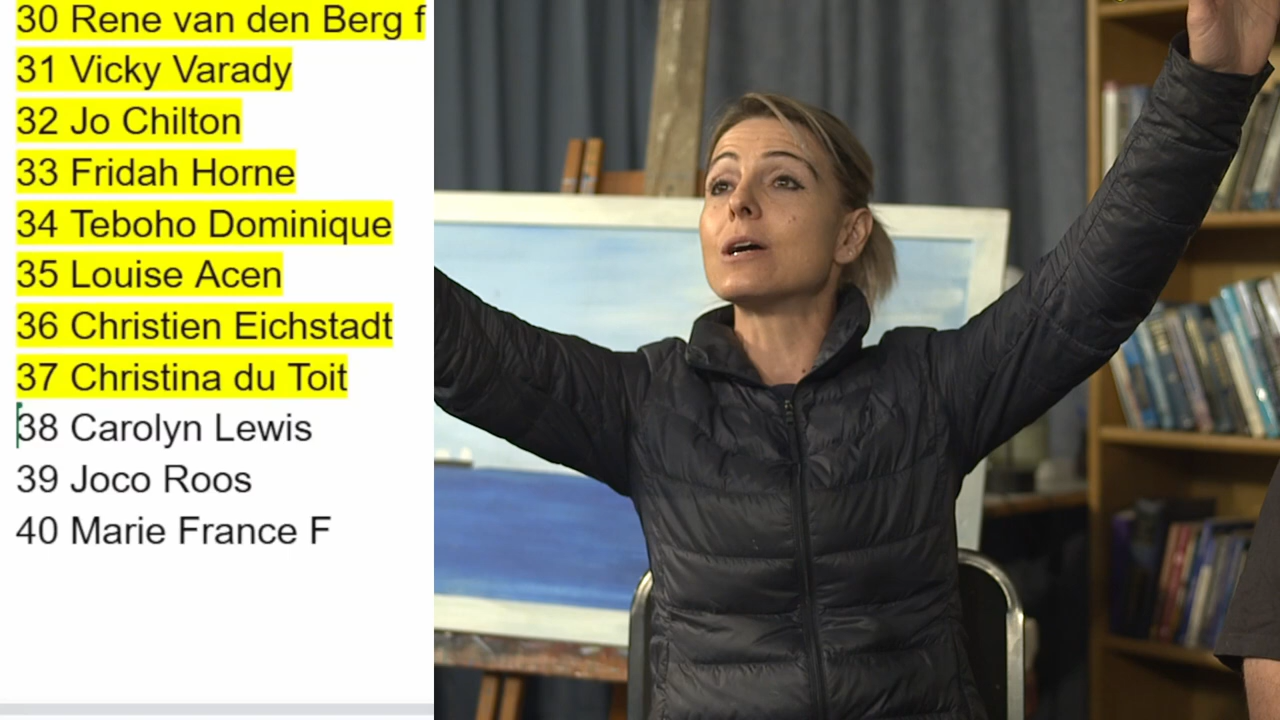 30 Rene van den Berg f
31 Vicky Varady
32 Jo Chilton
33 Fridah Horne
34 Teboho Dominique
35 Louise Acen
36 Christien Eichstadt
37 Christina du Toit
38 Carolyn Lewis
39 Joco Roos
40 Marie France F